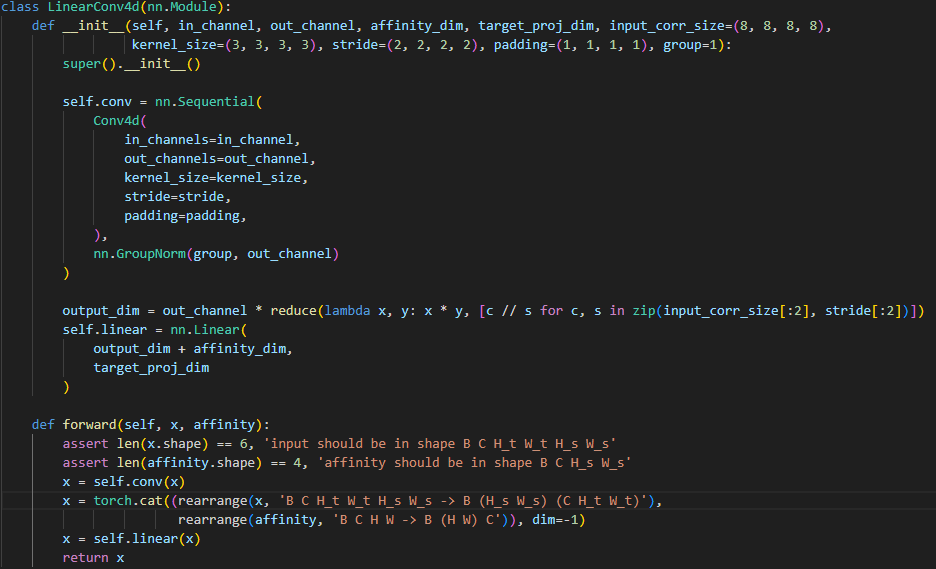 class LinearConv4d(nn.Module):
    def __init__(self, in_channel, out_channel, affinity_dim, target_proj_dim, input_corr_size=(8, 8, 8, 8),
                 kernel_size=(3, 3, 3, 3), stride=(2, 2, 2, 2), padding=(1, 1, 1, 1), group=1):
        super().__init__()

        self.conv = nn.Sequential(
            Conv4d(
                in_channels=in_channel,
                out_channels=out_channel,
                kernel_size=kernel_size,
                stride=stride,
                padding=padding,
            ),
            nn.GroupNorm(group, out_channel)
        )

        output_dim = out_channel * reduce(lambda x, y: x * y, [c // s for c, s in zip(input_corr_size[:2], stride[:2])])
        self.linear = nn.Linear(
            output_dim + affinity_dim,
            target_proj_dim
        )

    def forward(self, x, affinity):
        assert len(x.shape) == 6, 'input should be in shape B C H_t W_t H_s W_s'
        assert len(affinity.shape) == 4, 'affinity should be in shape B C H_s W_s'
        x = self.conv(x)
        x = torch.cat((rearrange(x, 'B C H_t W_t H_s W_s -> B (H_s W_s) (C H_t W_t)'),
                       rearrange(affinity, 'B C H W -> B (H W) C')), dim=-1)
        x = self.linear(x)
        return x